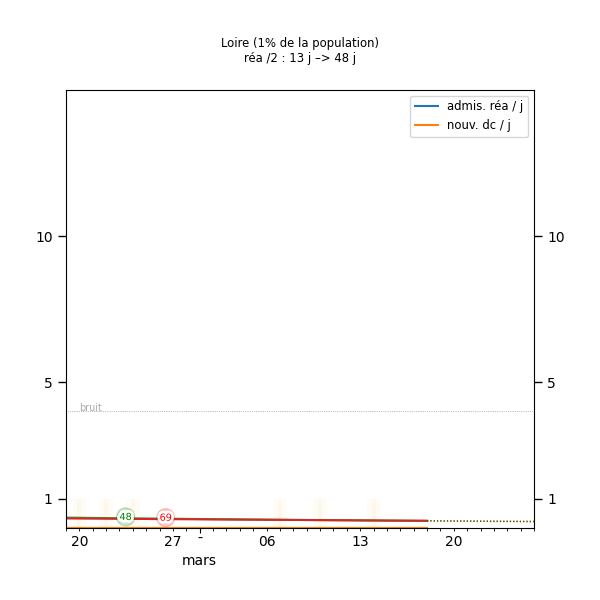 Loire (1% de la population)
réa /2 : 13 j –> 48 j
admis. réa / j
nouv. dc / j
10 10
5 5
bruit
1 1
48 69
20 27 - 06 13 20
mars